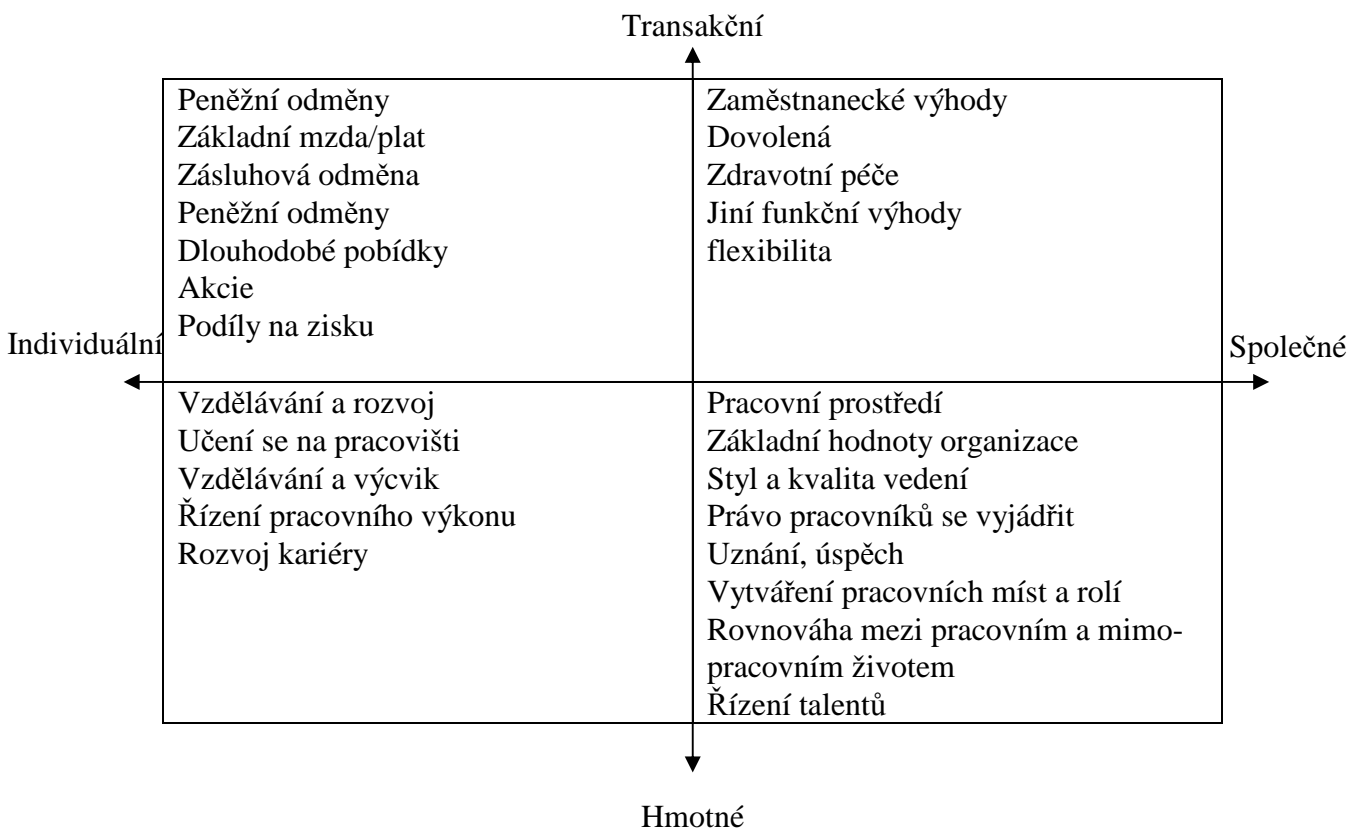 Transakční
Peněžní odměny
Základní mzda/plat
Zásluhová odměna
Peněžní odměny
Dlouhodobé pobídky
Akcie
Podíly na zisku
Zaměstnanecké výhody
Dovolená
Zdravotní péče
Jiní funkční výhody
flexibilita
Individuální
Společné
Vzdělávání a rozvoj
Učení se na pracovišti
Vzdělávání a výcvik
Řízení pracovního výkonu
Rozvoj kariéry
Pracovní prostředí
Základní hodnoty organizace
Styl a kvalita vedení
Právo pracovníků se vyjádřit
Uznání, úspěch
Vytváření pracovních míst a rolí
Rovnováha mezi pracovním a mimo-
pracovním životem
Řízení talentů
Hmotné